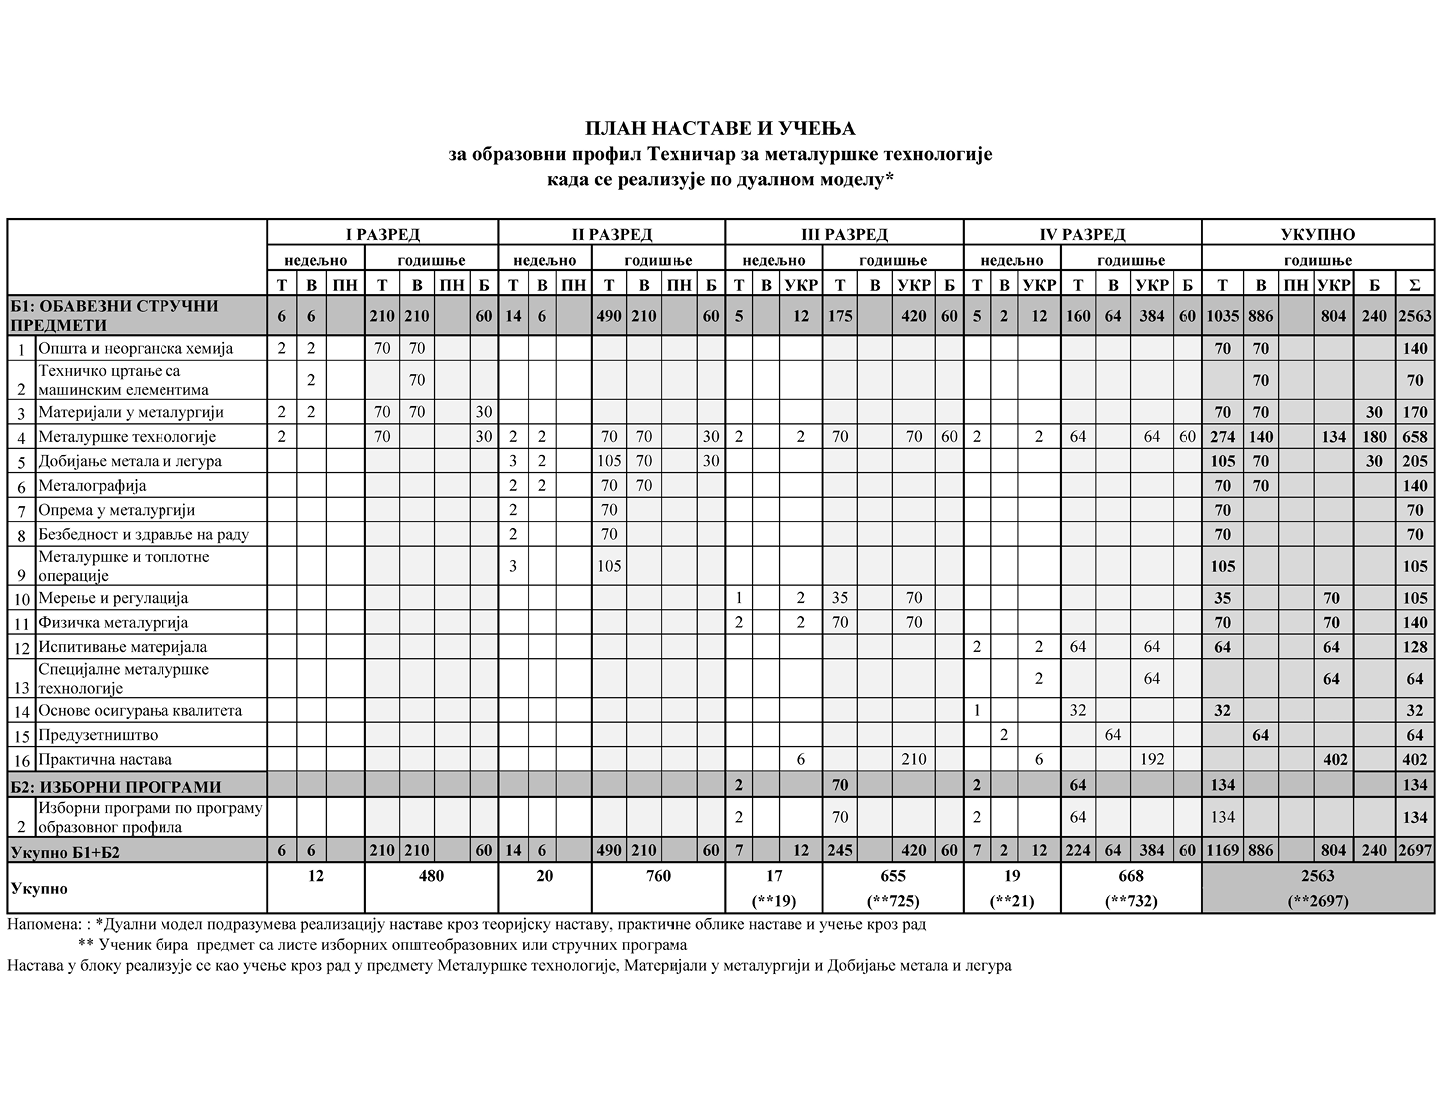 ПЛАН НАСТАВЕ И УЧЕЊА
за образовни профил Техничар за металуршке технологије
када се реализује по дуалном моделу*
I РАЗРЕД II РАЗРЕД III РАЗРЕД IV РАЗРЕД УКУПНО
недељно годишње недељно годишње недељно годишње недељно годишње годишње
Т В ПН Т В ПН Б Т В ПН Т В ПН Б Т В УКР Т В УКР Б Т В УКР Т В УКР Б Т В ПН УКР Б Σ
Б1: ОБАВЕЗНИ СТРУЧНИ
ПРЕДМЕТИ 6 6 210 210 60 14 6 490 210 60 5 12 175 420 60 5 2 12 160 64 384 60 1035 886 804 240 2563
1 Општа и неорганска хемија 2 2 70 70 70 70 140
Техничко цртање са
2 машинским елементима 2 70 70 70
3 Материјали у металургији 2 2 70 70 30 70 70 30 170
4 Металуршке технологије 2 70 30 2 2 70 70 30 2 2 70 70 60 2 2 64 64 60 274 140 134 180 658
5 Добијање метала и легура 3 2 105 70 30 105 70 30 205
6 Металографија 2 2 70 70 70 70 140
7 Опрема у металургији 2 70 70 70
8 Безбедност и здравље на раду 2 70 70 70
Металуршке и топлотне
9 операције 3 105 105 105
10 Мерење и регулација 1 2 35 70 35 70 105
11 Физичка металургија 2 2 70 70 70 70 140
12 Испитивање материјала 2 2 64 64 64 64 128
Специјалне металуршке
13 технологије 2 64 64 64
14 Основе осигурања квалитета 1 32 32 32
15 Предузетништво 2 64 64 64
16 Практична настава 6 210 6 192 402 402
Б2: ИЗБОРНИ ПРОГРАМИ 2 70 2 64 134 134
Изборни програми по програму
2 образовног профила 2 70 2 64 134 134
Укупно Б1+Б2 6 6 210 210 60 14 6 490 210 60 7 12 245 420 60 7 2 12 224 64 384 60 1169 886 804 240 2697
Укупно 12 480 20 760 17 655 19 668 2563
(**19) (**725) (**21) (**732) (**2697)
Напомена: : *Дуални модел подразумева реализацију наставе кроз теоријску наставу, практичне облике наставе и учење кроз рад
** Ученик бира предмет са листе изборних општеобразовних или стручних програма
Настава у блоку реализује се као учење кроз рад у предмету Металуршке технологије, Материјали у металургији и Добијање метала и легура